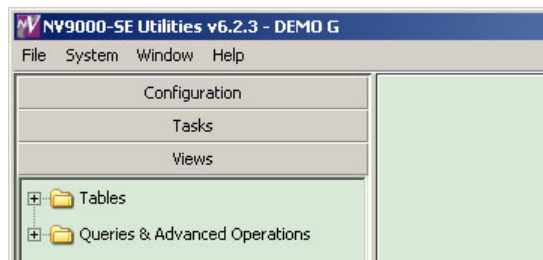 NV9000-SE Utilities v6.2.3 - DEMO G
File System Window Help
Configuration
Tasks
Views
Tables
Queries & Advanced Operations